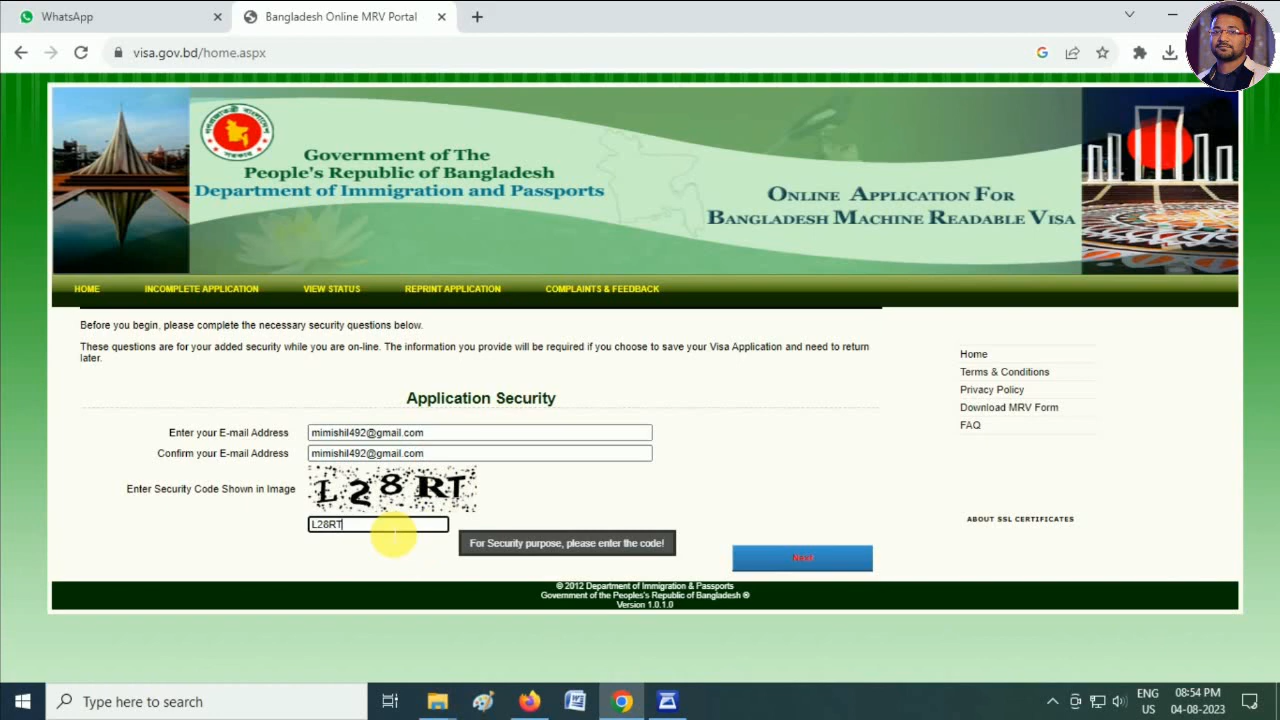 WhatsApp
Bangladesh Online MRV Portal
visa.gov.bd/home.aspx
Government of The
People's Republic of Bangladesh
Department of Immigration and Passports
Online Application For
Bangladesh Machine Readable Visa
HOME
INCOMPLETE APPLICATION
VIEW STATUS
REPRINT APPLICATION
COMPLAINTS & FEEDBACK
Before you begin, please complete the necessary security questions below.
These questions are for your added security while you are on-line. The information you provide will be required if you choose to save your Visa Application and need to return
later.
Home
Terms & Conditions
Privacy Policy
Download MRV Form
FAQ
Application Security
Enter your E-mail Address
mimishil492@gmail.com
Confirm your E-mail Address
mimishil492@gmail.com
Enter Security Code Shown in Image
L28RT
L28RT
For Security purpose, please enter the code!
Next
ABOUT SSL CERTIFICATES
© 2012 Department of Immigration & Passports
Government of the Peoples's Republic of Bangladesh ®
Version 1.0.1.0
Type here to search
ENG
US
08:54 PM
04-08-2023